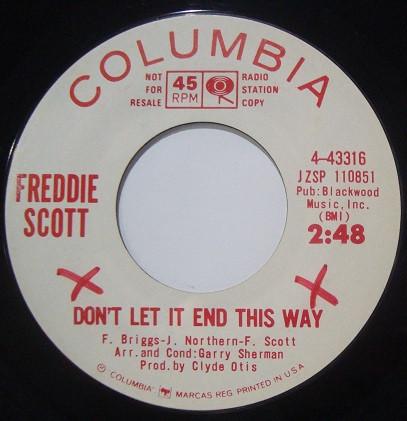 COLUMBIA
NOT FOR RESALE
45 RPM
RADIO STATION COPY
4-43316
JZSP 110851
Pub: Blackwood
Music, Inc.
(BMI)
2:48
FREDDIE
SCOTT
X X
DON'T LET IT END THIS WAY
F. Briggs-J. Northern-F. Scott
Arr. and Cond: Garry Sherman
Prod. by Clyde Otis
© COLUMBIA" MARCAS REG. PRINTED IN U.S.A.